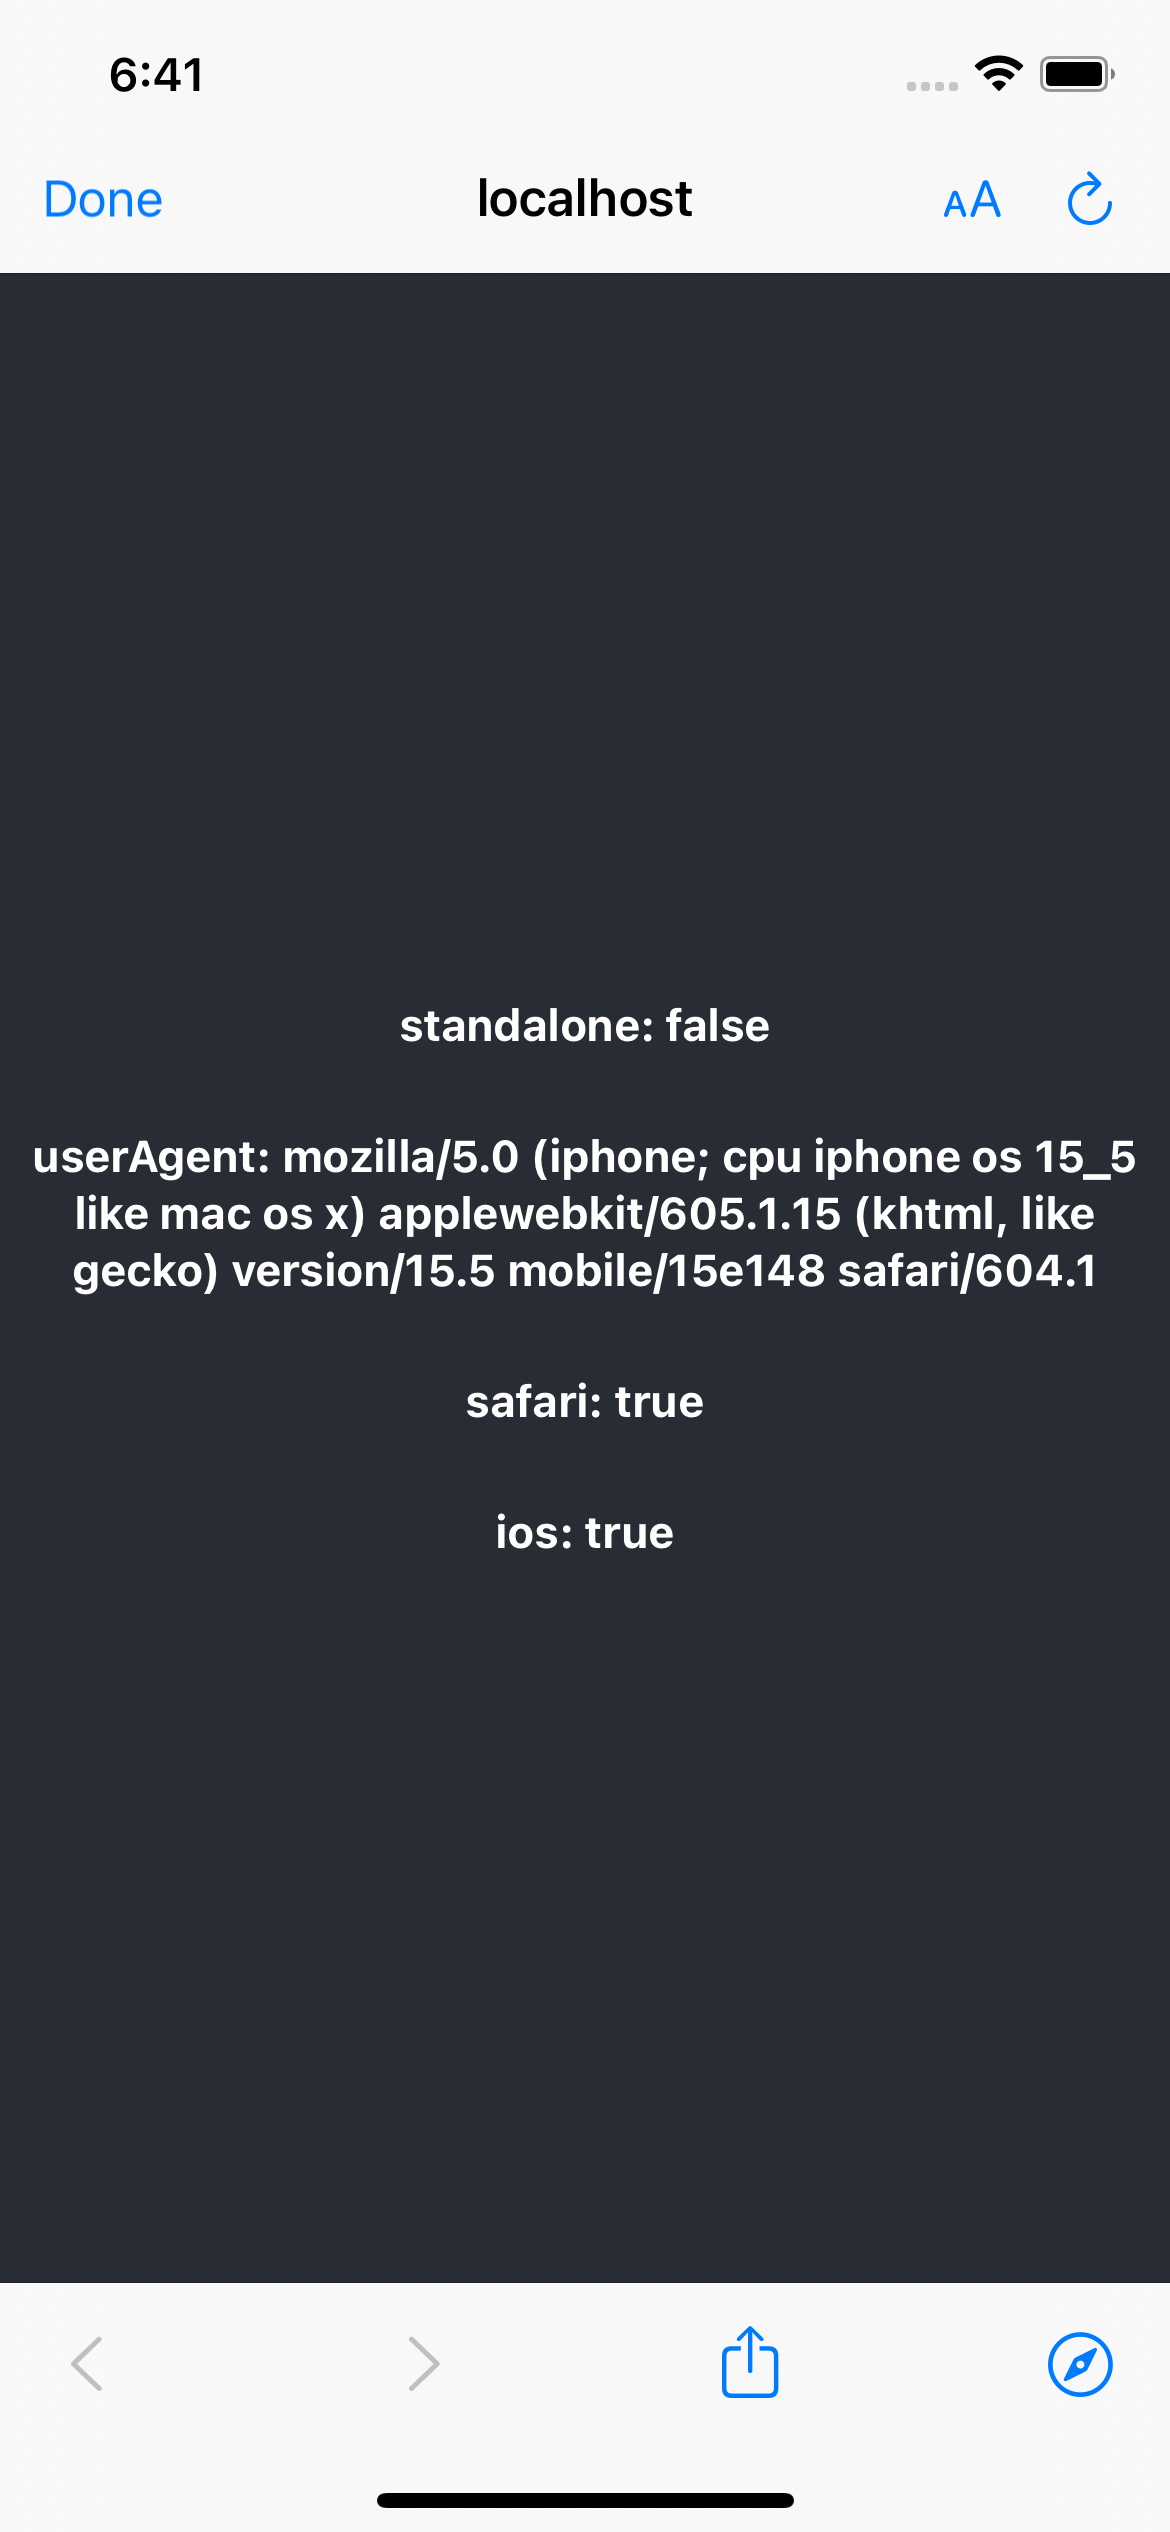 6:41
Done localhost AA
standalone: false
userAgent: mozilla/5.0 (iphone; cpu iphone os 15_5
like mac os x) applewebkit/605.1.15 (khtml, like
gecko) version/15.5 mobile/15e148 safari/604.1
safari: true
ios: true